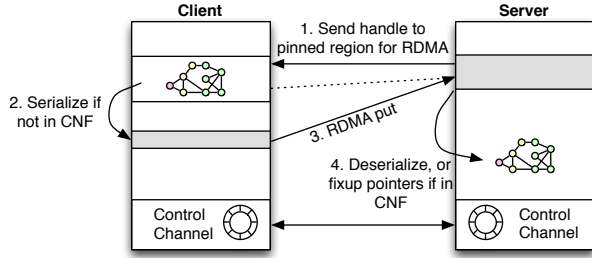 Client
Server
1. Send handle to
pinned region for RDMA
2. Serialize if
not in CNF
3. RDMA put
4. Deserialize, or
fixup pointers if in
CNF
Control
Channel
Control
Channel